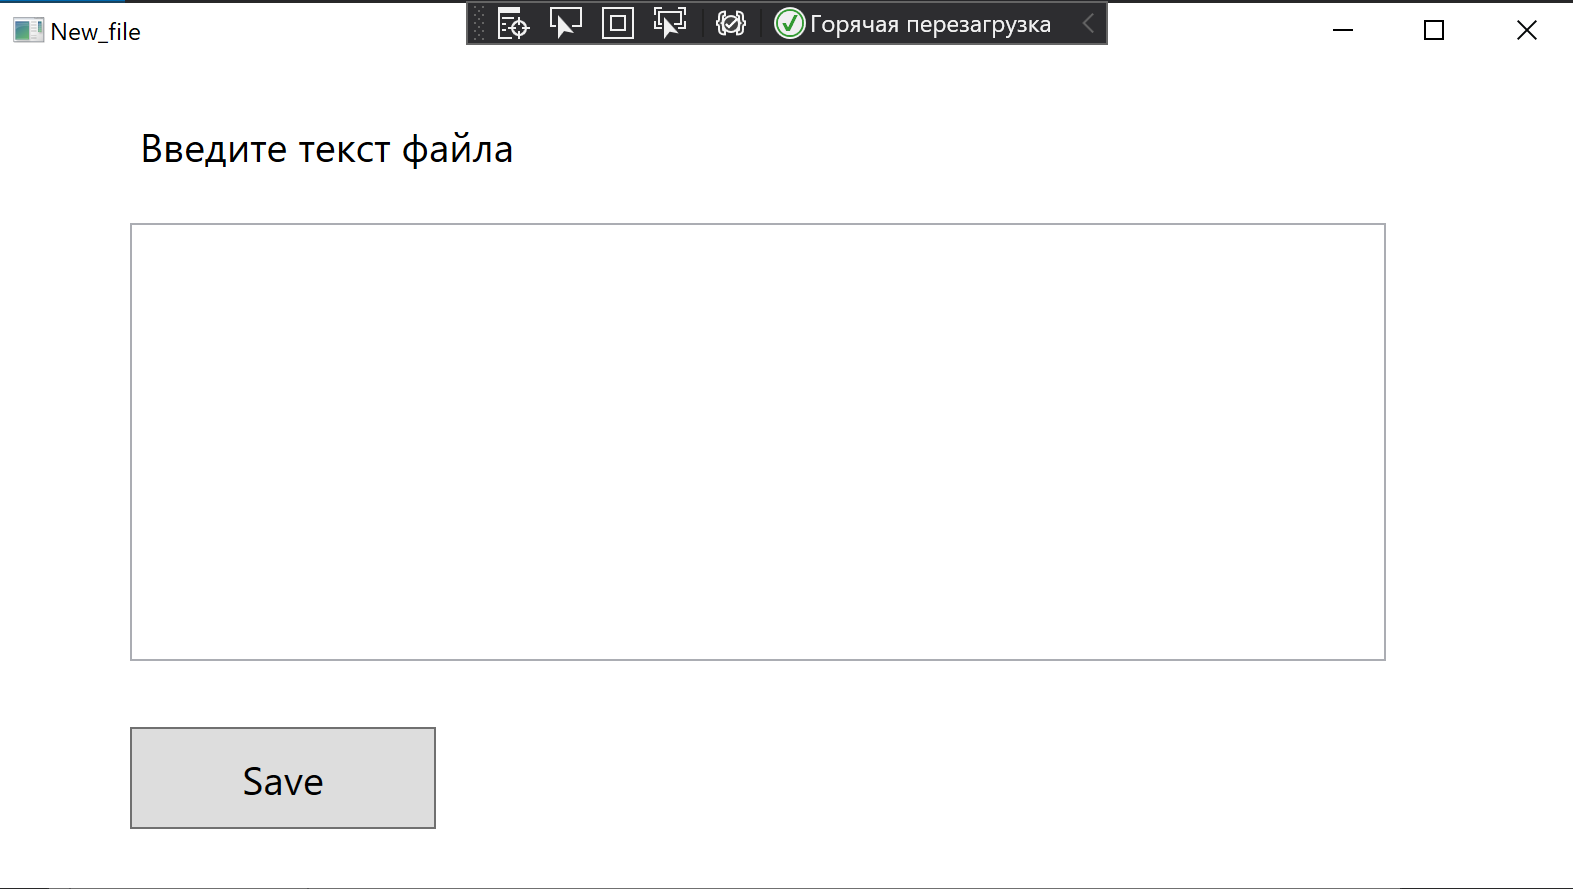 New_file
Горячая перезагрузка
Введите текст файла
Save